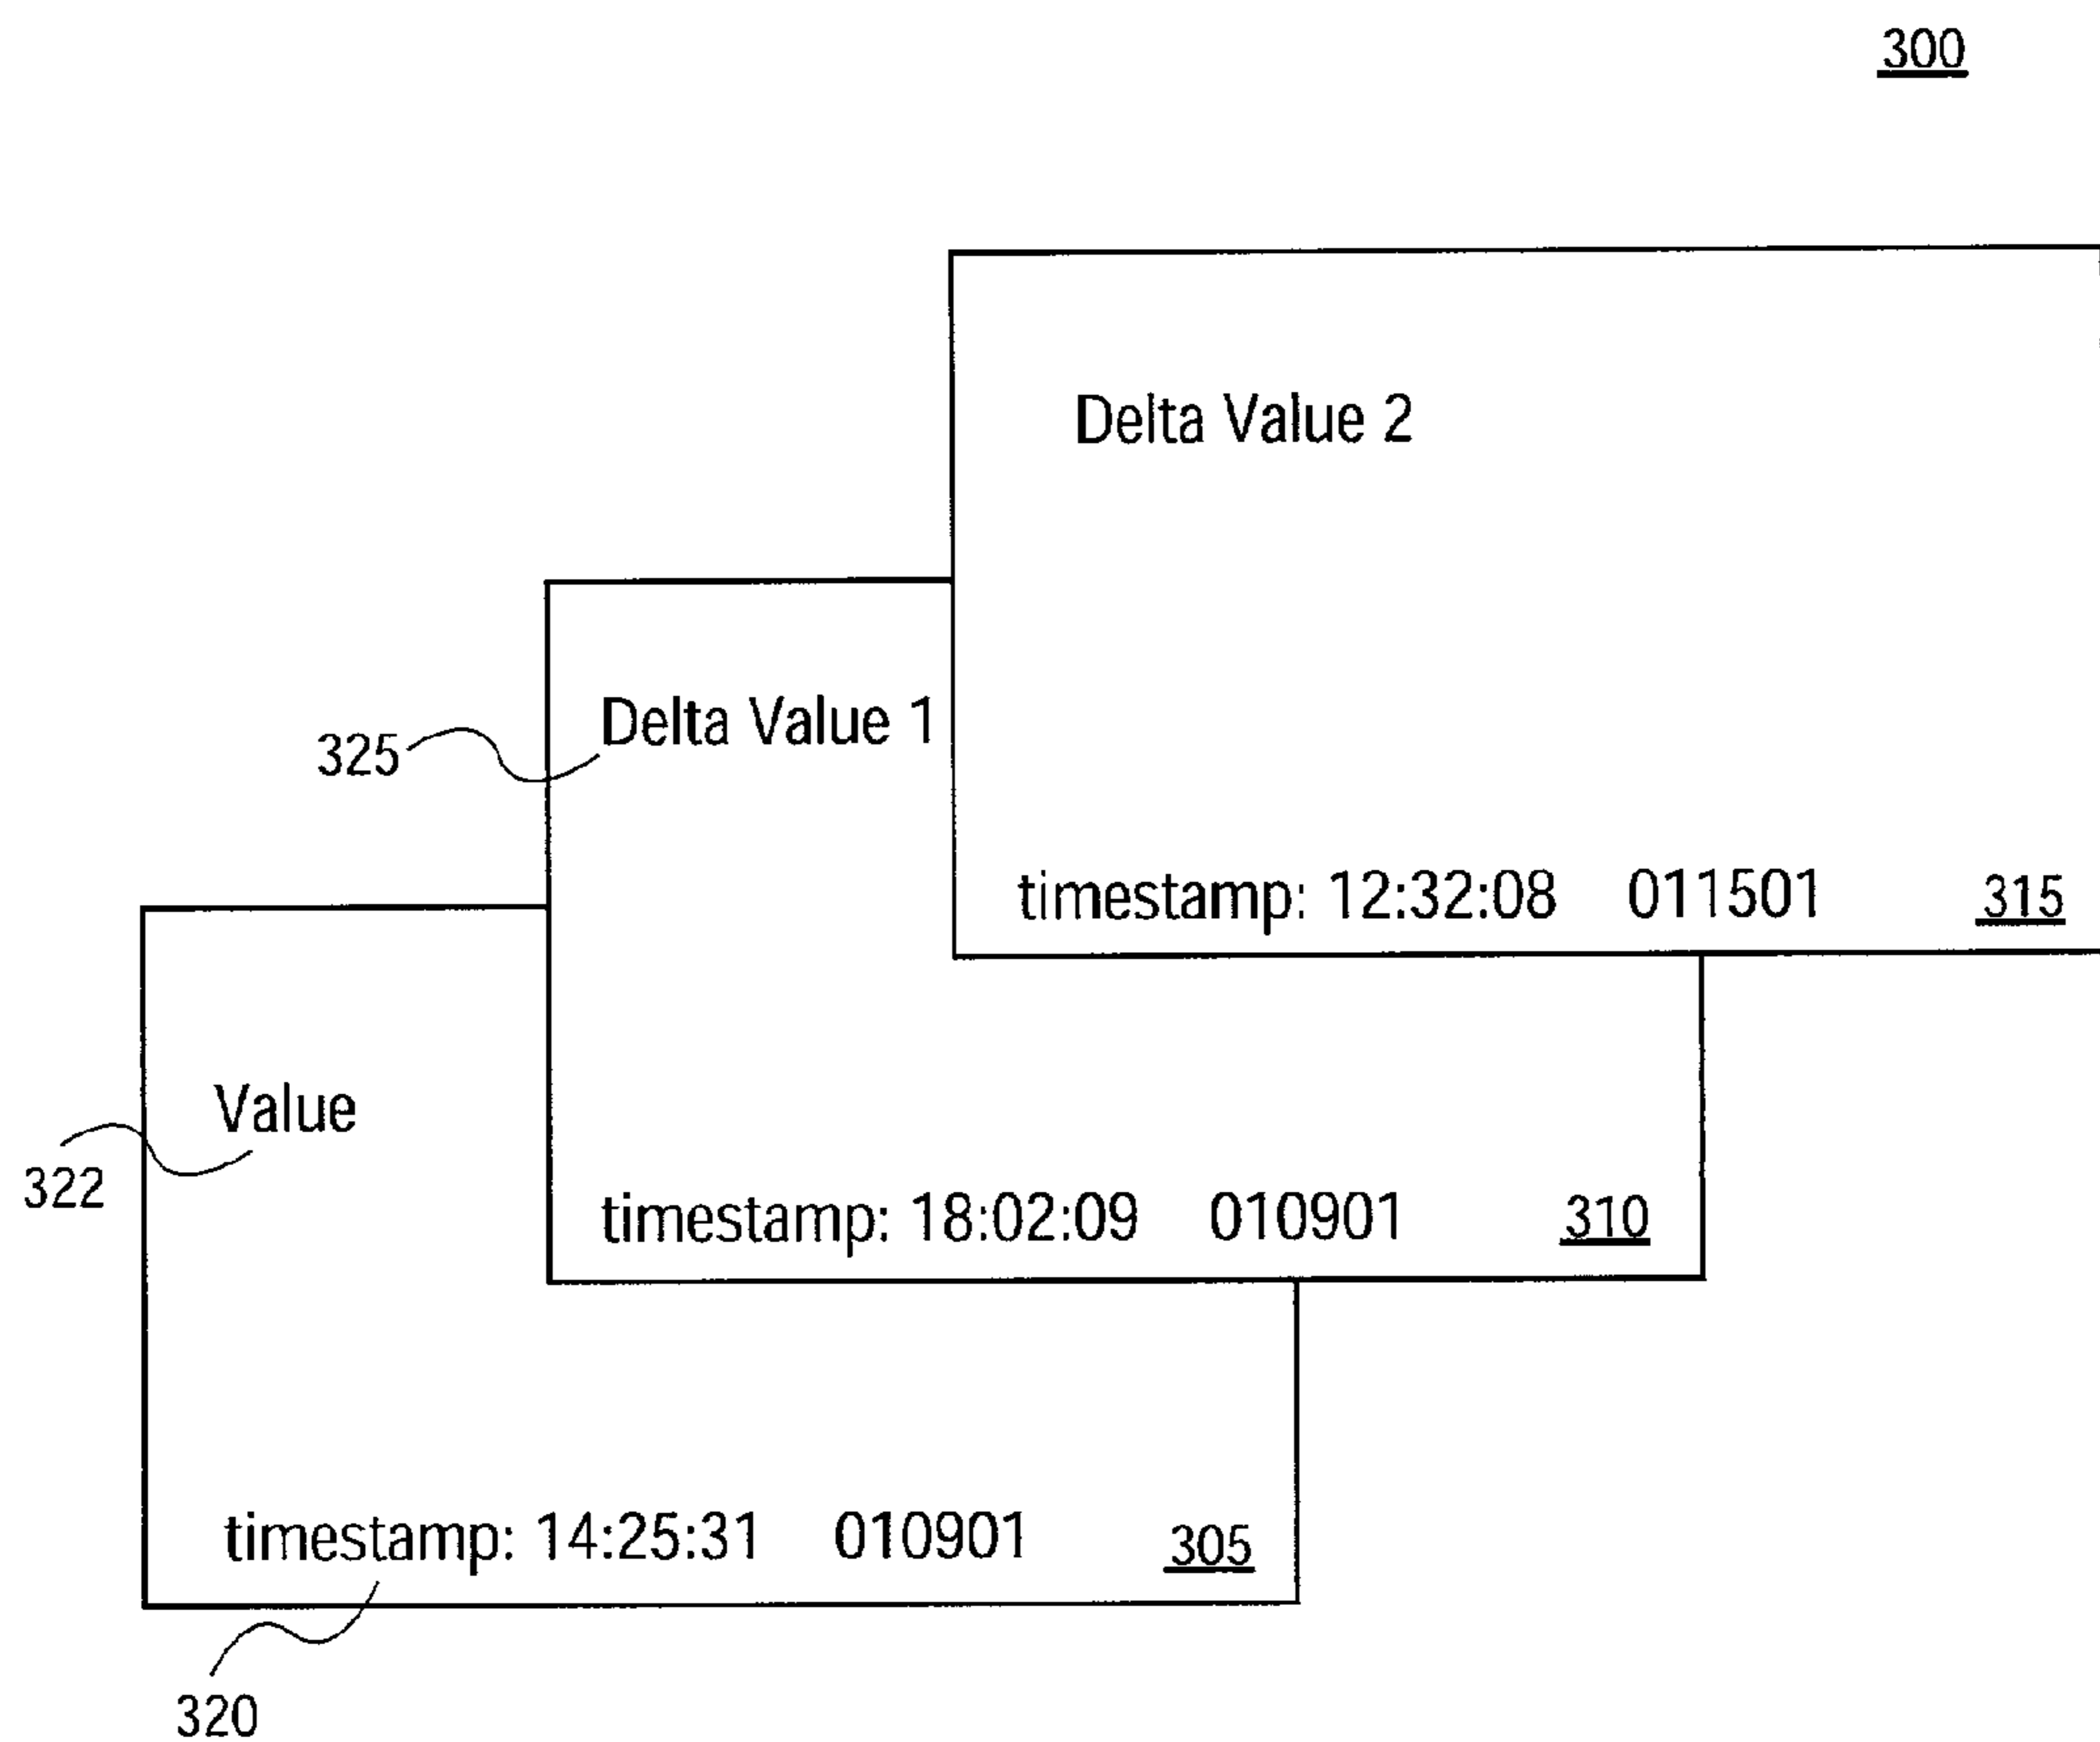 300
Delta Value 2
Delta Value 1
325
timestamp: 12:32:08 011501 315
Value
322
timestamp: 18:02:09 010901 310
timestamp: 14:25:31 010901 305
320